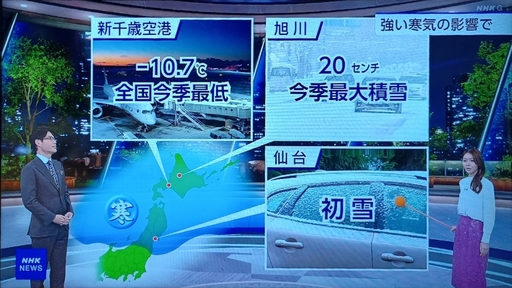 NHK G
強い寒気の影響で
新千歳空港
-10.7℃
全国今季最低
旭川
20 センチ
今季最大積雪
仙台
初雪
寒
NHK
NEWS